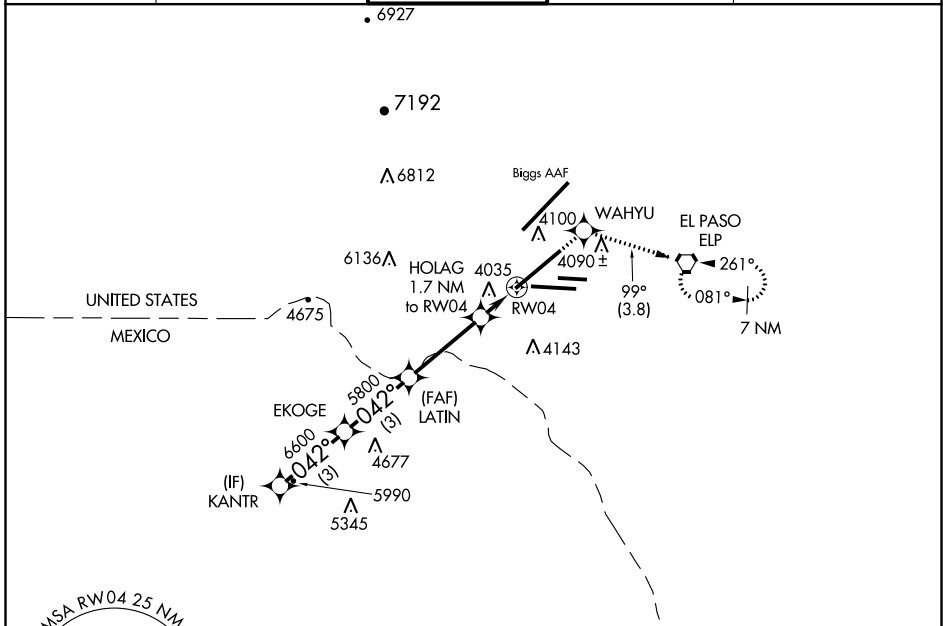 6927
7192
6812
Biggs AAF
4100
WAHYU
EL PASO
ELP
6136
HOLAG
1.7 NM
to RW04
4035
4090 ±
261°
081°
99°
(3.8)
7 NM
RW04
UNITED STATES
MEXICO
4675
4143
5800
042°
(3)
(FAF)
LATIN
EKOGE
6600
042°
(3)
4677
(IF)
KANTR
5990
5345
MSA RW04 25 NM